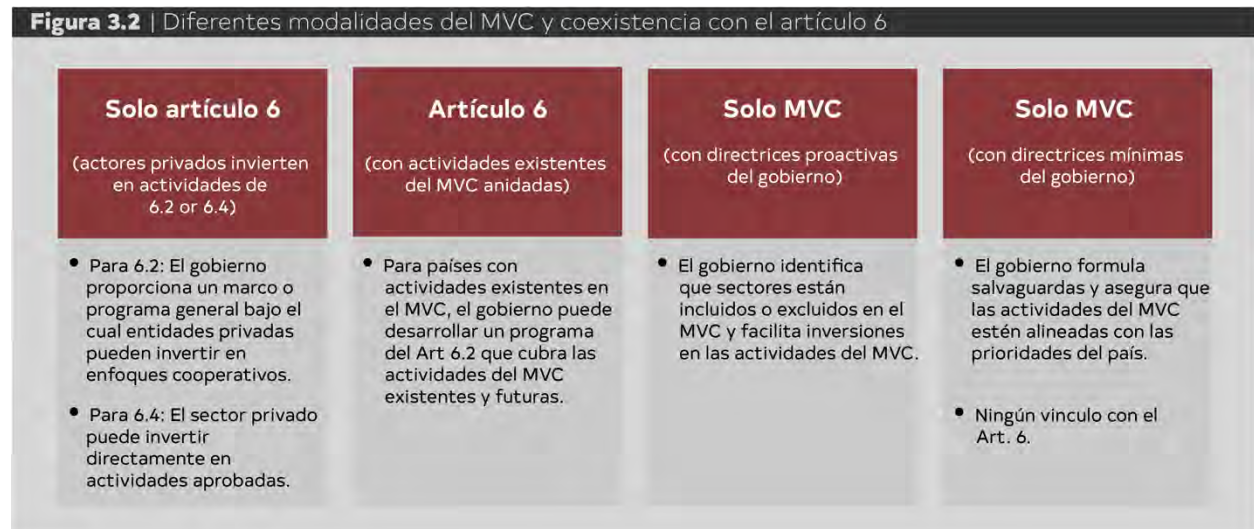 Figura 3.2 | Diferentes modalidades del MVC y coexistencia con el artículo 6
Solo artículo 6
(actores privados invierten
en actividades de
6.2 or 6.4)
• Para 6.2: El gobierno
proporciona un marco o
programa general bajo el
cual entidades privadas
pueden invertir en
enfoques cooperativos.
• Para 6.4: El sector privado
puede invertir
directamente en
actividades aprobadas.
Artículo 6
(con actividades existentes
del MVC anidadas)
• Para países con
actividades existentes en
el MVC, el gobierno puede
desarrollar un programa
del Art 6.2 que cubra las
actividades del MVC
existentes y futuras.
Solo MVC
(con directrices proactivas
del gobierno)
• El gobierno identifica
que sectores están
incluidos o excluidos en el
MVC y facilita inversiones
en las actividades del MVC.
Solo MVC
(con directrices mínimas
del gobierno)
• El gobierno formula
salvaguardas y asegura que
las actividades del MVC
estén alineadas con las
prioridades del país.
• Ningún vinculo con el
Art. 6.